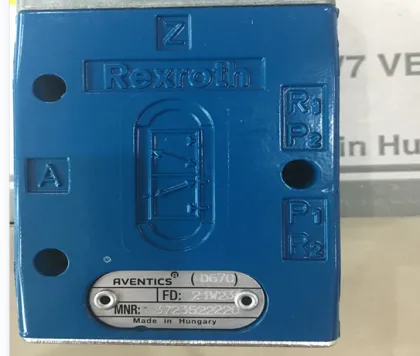 Z
Rexroth
/7 VE
R1
P2
in Hu
A
P1
R2
AVENTICS® D670
FD: 21W23
MNR: 3723522220
Made in Hungary